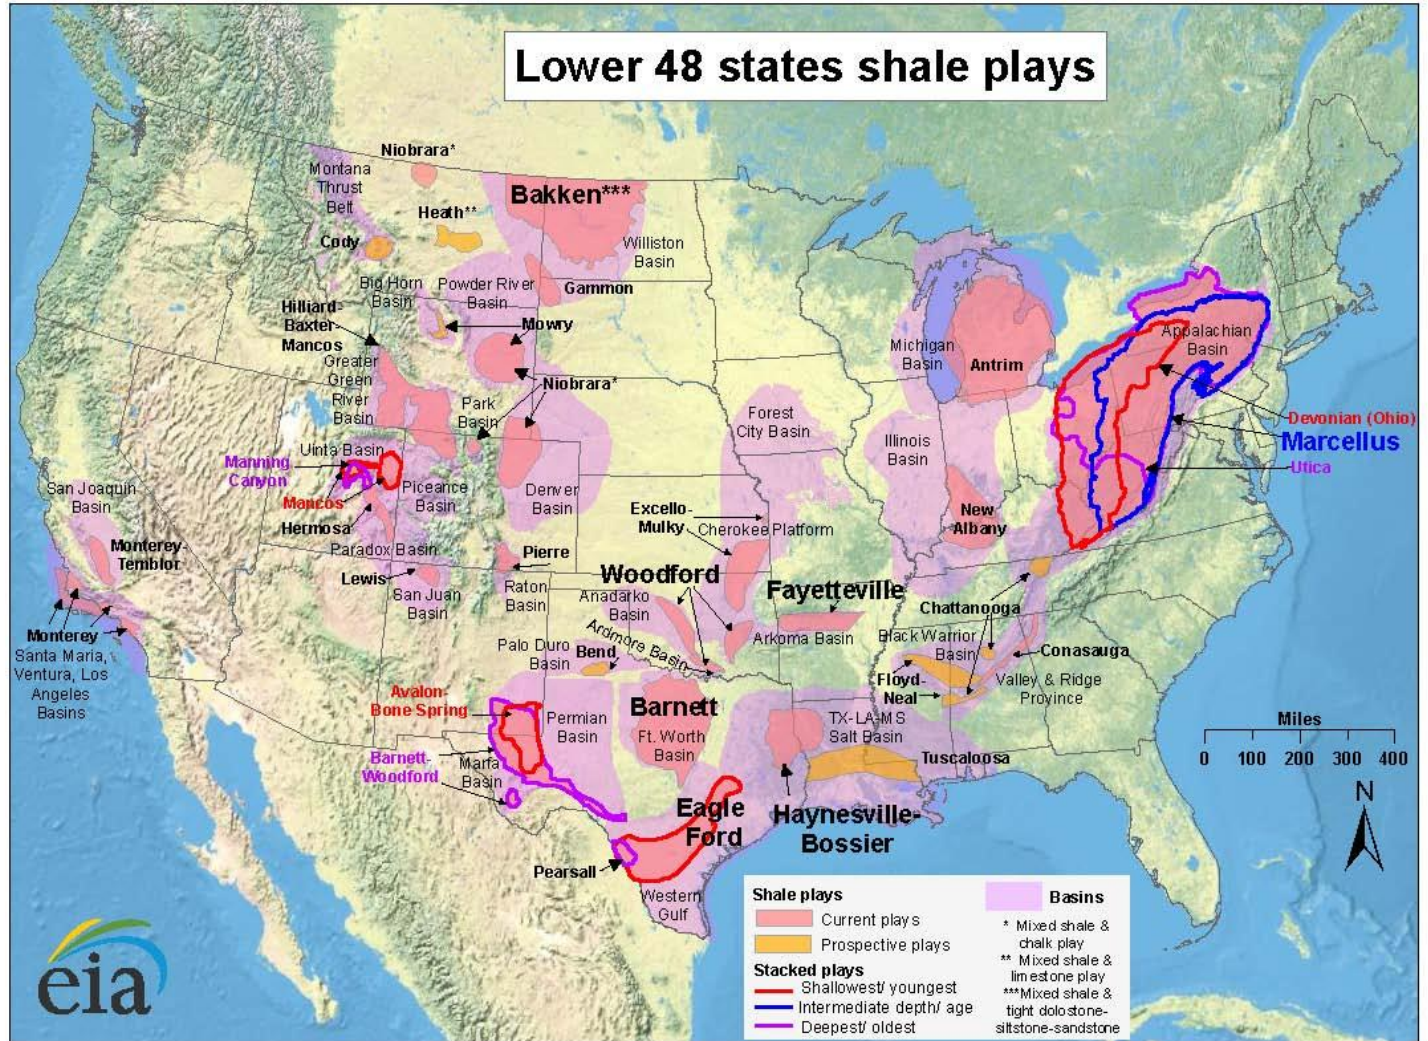 Lower 48 states shale plays
Niobrara*
Montana
Thrust
Belt
Bakken***
Heath**
Cody
Williston
Basin
Big Horn
Basin
Powder River
Basin
Gammon
Hilliard-
Baxter-
Mancos
Mowry
Greater
Green
River
Basin
Niobrara*
Park
Basin
Michigan
Basin
Antrim
Appalachian
Basin
Devonian (Ohio)
Marcellus
Utica
Forest
City Basin
Illinois
Basin
Uinta Basin
Manning
Canyon
Mancos
Piceance
Basin
Hermosa
Denver
Basin
San Joaquin
Basin
Monterey-
Temblor
Excello-
Mulky
Cherokee Platform
New
Albany
Paradox Basin
Lewis
San Juan
Basin
Pierre
Raton
Basin
Woodford
Anadarko
Basin
Fayetteville
Arkoma Basin
Ardmore Basin
Chattanooga
Black Warrior
Basin
Conasauga
Floyd-
Neal
Valley & Ridge
Province
Monterey
Santa Maria,
Ventura, Los
Angeles
Basins
Palo Duro
Basin
Bend
Avalon-
Bone Spring
Permian
Basin
Barnett
Ft. Worth
Basin
TX-LA-MS
Salt Basin
Tuscaloosa
Barnett-
Woodford
Marfa
Basin
Eagle
Ford
Haynesville-
Bossier
Pearsall
Western
Gulf
Miles
0 100 200 300 400
N
Shale plays
Current plays
Prospective plays
Stacked plays
Shallowest/ youngest
Intermediate depth/ age
Deepest/ oldest
Basins
* Mixed shale &
chalk play
** Mixed shale &
limestone play
***Mixed shale &
tight dolostone-
siltstone-sandstone
eia